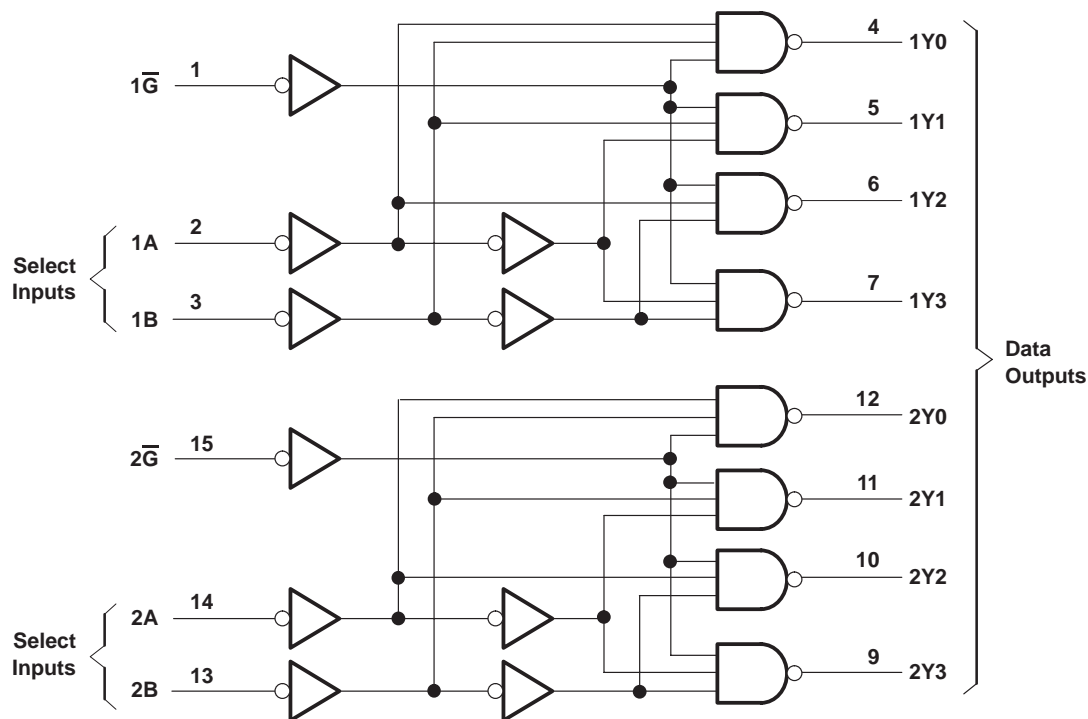 4
1Y0
1G̅
1
5
1Y1
6
1Y2
1A
2
Select
Inputs
1B
3
7
1Y3
Data
Outputs
12
2Y0
2G̅
15
11
2Y1
10
2Y2
2A
14
Select
Inputs
2B
13
9
2Y3